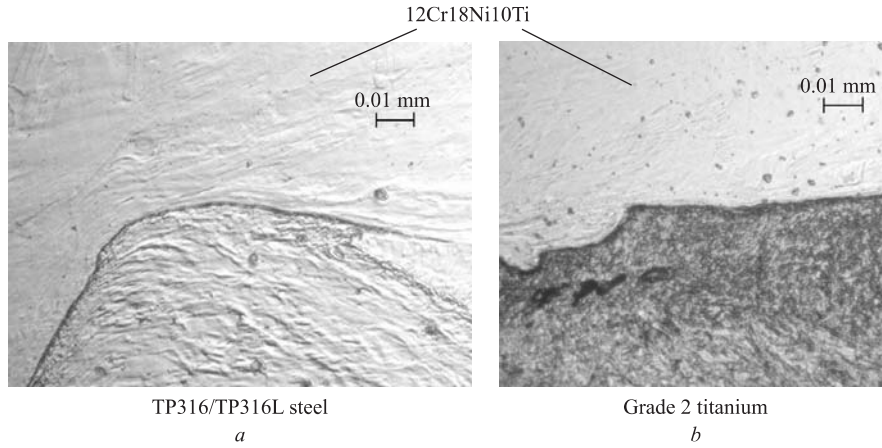 12Cr18Ni10Ti
0.01 mm
0.01 mm
TP316/TP316L steel
Grade 2 titanium
a
b